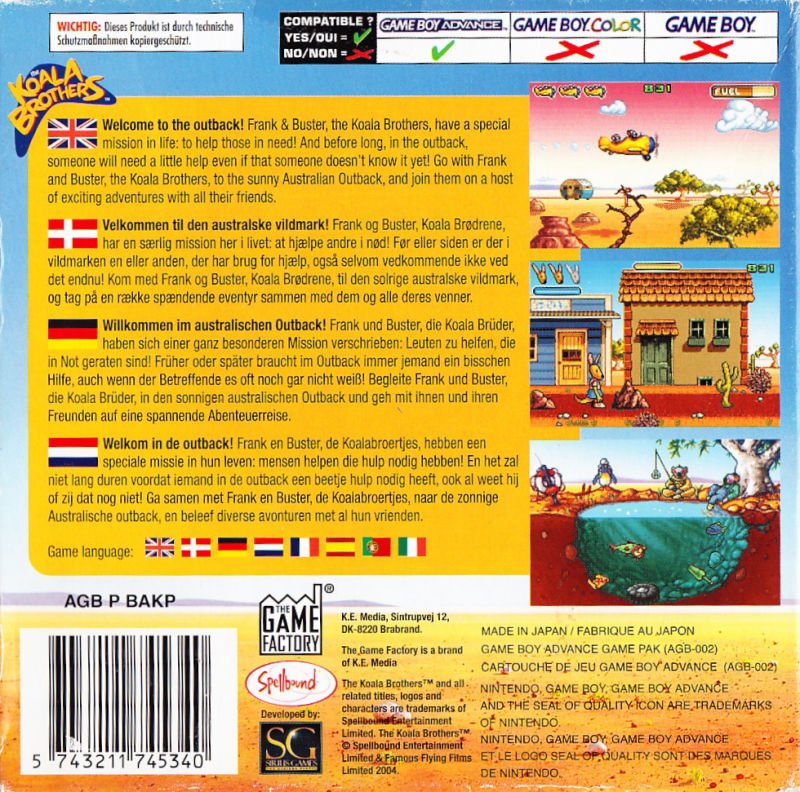 WICHTIG: Dieses Produkt ist durch technische
Schutzmaßnahmen kopiergeschützt.
COMPATIBLE ?
YES/OUI =
NO/NON =
GAME BOY ADVANCE
GAME BOY COLOR
GAME BOY
THE
KOALA
BROTHERS™
Welcome to the outback! Frank & Buster, the Koala Brothers, have a special
mission in life: to help those in need! And before long, in the outback,
someone will need a little help even if that someone doesn't know it yet! Go with Frank
and Buster, the Koala Brothers, to the sunny Australian Outback, and join them on a host
of exciting adventures with all their friends.
Velkommen til den australske vildmark! Frank og Buster, Koala Brødrene,
har en særlig mission her i livet: at hjælpe andre i nød! Før eller siden er der i
vildmarken en eller anden, der har brug for hjælp, også selvom vedkommende ikke ved
det endnu! Kom med Frank og Buster, Koala Brødrene, til den solrige australske vildmark,
og tag på en række spændende eventyr sammen med dem og alle deres venner.
Willkommen im australischen Outback! Frank und Buster, die Koala Brüder,
haben sich einer ganz besonderen Mission verschrieben: Leuten zu helfen, die
in Not geraten sind! Früher oder später braucht im Outback immer jemand ein bisschen
Hilfe, auch wenn der Betreffende es oft noch gar nicht weiß! Begleite Frank und Buster,
die Koala Brüder, in den sonnigen australischen Outback und geh mit ihnen und ihren
Freunden auf eine spannende Abenteuerreise.
Welkom in de outback! Frank en Buster, de Koalabroertjes, hebben een
speciale missie in hun leven: mensen helpen die hulp nodig hebben! En het zal
niet lang duren voordat iemand in de outback een beetje hulp nodig heeft, ook al weet hij
of zij dat nog niet! Ga samen met Frank en Buster, de Koalabroertjes, naar de zonnige
Australische outback, en beleef diverse avonturen met al hun vrienden.
Game language:
831
FUEL
831
AGB P BAKP
5 743211 745340
THE
GAME
FACTORY
®
Spellbound
Developed by:
SG
SIRIUS GAMES
K.E. Media, Sintrupvej 12,
DK-8220 Brabrand.
The Game Factory is a brand
of K.E. Media
The Koala Brothers™ and all
related titles, logos and
characters are trademarks of
Spellbound Entertainment
Limited. The Koala Brothers™
© Spellbound Entertainment
Limited & Famous Flying Films
Limited 2004.
MADE IN JAPAN / FABRIQUE AU JAPON
GAME BOY ADVANCE GAME PAK (AGB-002)
CARTOUCHE DE JEU GAME BOY ADVANCE (AGB-002)
NINTENDO, GAME BOY, GAME BOY ADVANCE
AND THE SEAL OF QUALITY ICON ARE TRADEMARKS
OF NINTENDO.
NINTENDO, GAME BOY, GAME BOY ADVANCE
ET LE LOGO SEAL OF QUALITY SONT DES MARQUES
DE NINTENDO.